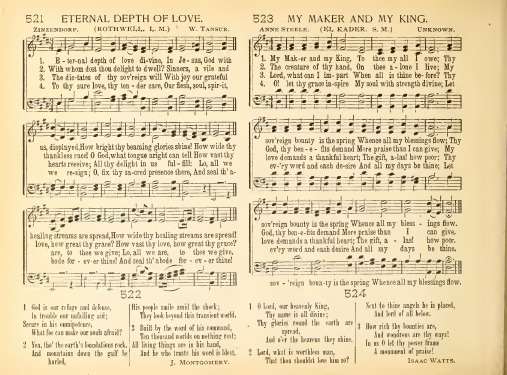 521 ETERNAL DEPTH OF LOVE.
ZINZENDORF. (ROTHWELL, L. M.) W. TANSUR.
1. E - ter-nal depth of love di-vine, In Je - sus, God with
2. With whom dost thou delight to dwell? Sinners, a vile and
3. The dic-tates of thy sov'reign will With joy our grateful
4. To thy sure love, thy ten - der care, Our flesh, soul, spir-it,
us, displayed, How bright thy beaming glories shine! How wide thy
thankless race! O God, what tongue aright can tell How vast thy
hearts receive; All thy delight in us ful - fill: Lo, all we
we re-sign; O, fix thy sa-cred presence there, And seal th' a-
healing streams are spread, How wide thy healing streams are spread!
love, how great thy grace? How vast thy love, how great thy grace?
are, to thee we give; Lo, all we are, to thee we give.
bode for - ev - er thine! And seal th' abode for - ev - er thine!
522
1 God is our refuge and defense,
In trouble our unfailing aid;
Secure in his omnipotence,
What foe can make our souls afraid?
2 Yea, tho' the earth's foundations rock,
And mountains down the gulf be
hurled,
His people smile amid the shock;
They look beyond this transient world.
3 Built by the word of his command,
Ten thousand worlds on nothing rest;
All living things are in his hand,
And he who trusts his word is blest.
J. MONTGOMERY.
523 MY MAKER AND MY KING.
ANNE STEELE. (EL KADER. S. M.) UNKNOWN.
1. My Mak-er and my King, To thee my all I owe; Thy
2. The creature of thy hand, On thee a - lone I live; My
3. Lord, what can I im - part When all is thine be-fore? Thy
4. O! let thy grace in-spire My soul with strength divine; Let
sov'reign bounty is the spring Whence all my blessings flow; Thy
God, thy ben - e - fits demand More praise than I can give; My
love demands a thankful heart; The gift, a-las! how poor; Thy
ev'ry word and each de-sire And all my days be thine; Let
sov'reign bounty is the spring Whence all my bless - ings flow.
God, thy ben-e-fits demand More praise than I can give.
love demands a thankful heart; The gift, a - las! how poor.
ev'ry word and each desire And all my days be thine.
sov - 'reign boun-ty is the spring Whence all my blessings flow.
524
1 O Lord, our heavenly King,
Thy name is all divine;
Thy glories round the earth are
spread,
And o'er the heavens they shine.
2 Lord, what is worthless man,
That thou shouldst love him so?
Next to thine angels he is placed,
And lord of all below.
3 How rich thy bounties are,
And wondrous are thy ways!
In us O let thy power frame
A monument of praise!
ISAAC WATTS.